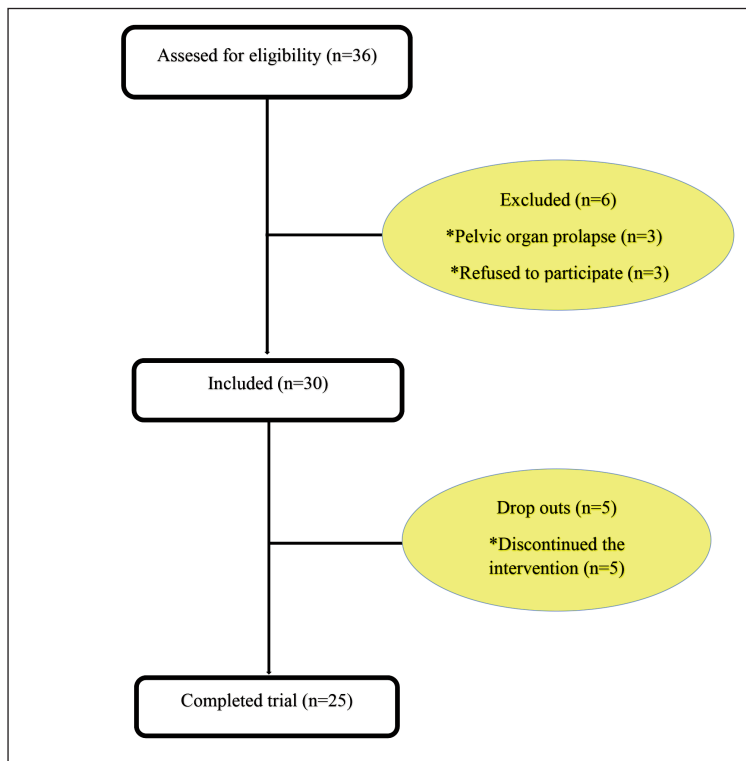 Assesed for eligibility (n=36)
Excluded (n=6)
*Pelvic organ prolapse (n=3)
*Refused to participate (n=3)
Included (n=30)
Drop outs (n=5)
*Discontinued the
intervention (n=5)
Completed trial (n=25)